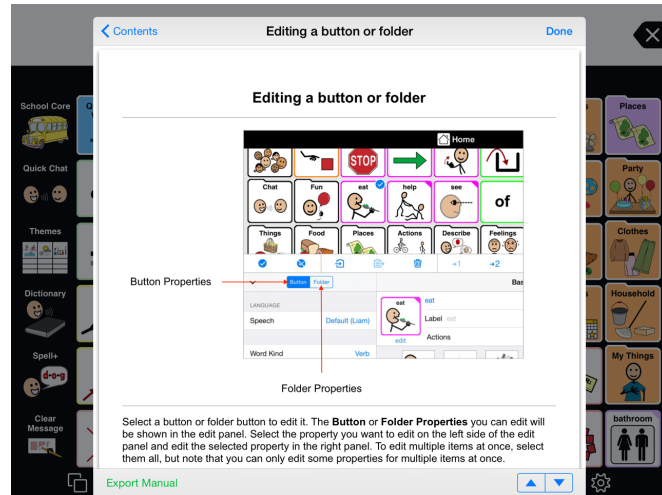 Contents
Editing a button or folder
Done
Editing a button or folder
School Core
Quick Chat
Themes
Dictionary
Spell+
d-o-g
Clear
Message
Places
Party
Clothes
Household
My Things
bathroom
Home
STOP
Chat
Fun
eat
help
see
of
Things
Food
Places
Actions
Describe
Feelings
→1
→2
Button Properties
Button
Folder
Bas
LANGUAGE
Speech
Default (Liam)
Word Kind
Verb
eat
edit
eat
Label eat
Actions
Folder Properties
Select a button or folder button to edit it. The Button or Folder Properties you can edit will
be shown in the edit panel. Select the property you want to edit on the left side of the edit
panel and edit the selected property in the right panel. To edit multiple items at once, select
them all, but note that you can only edit some properties for multiple items at once.
Export Manual